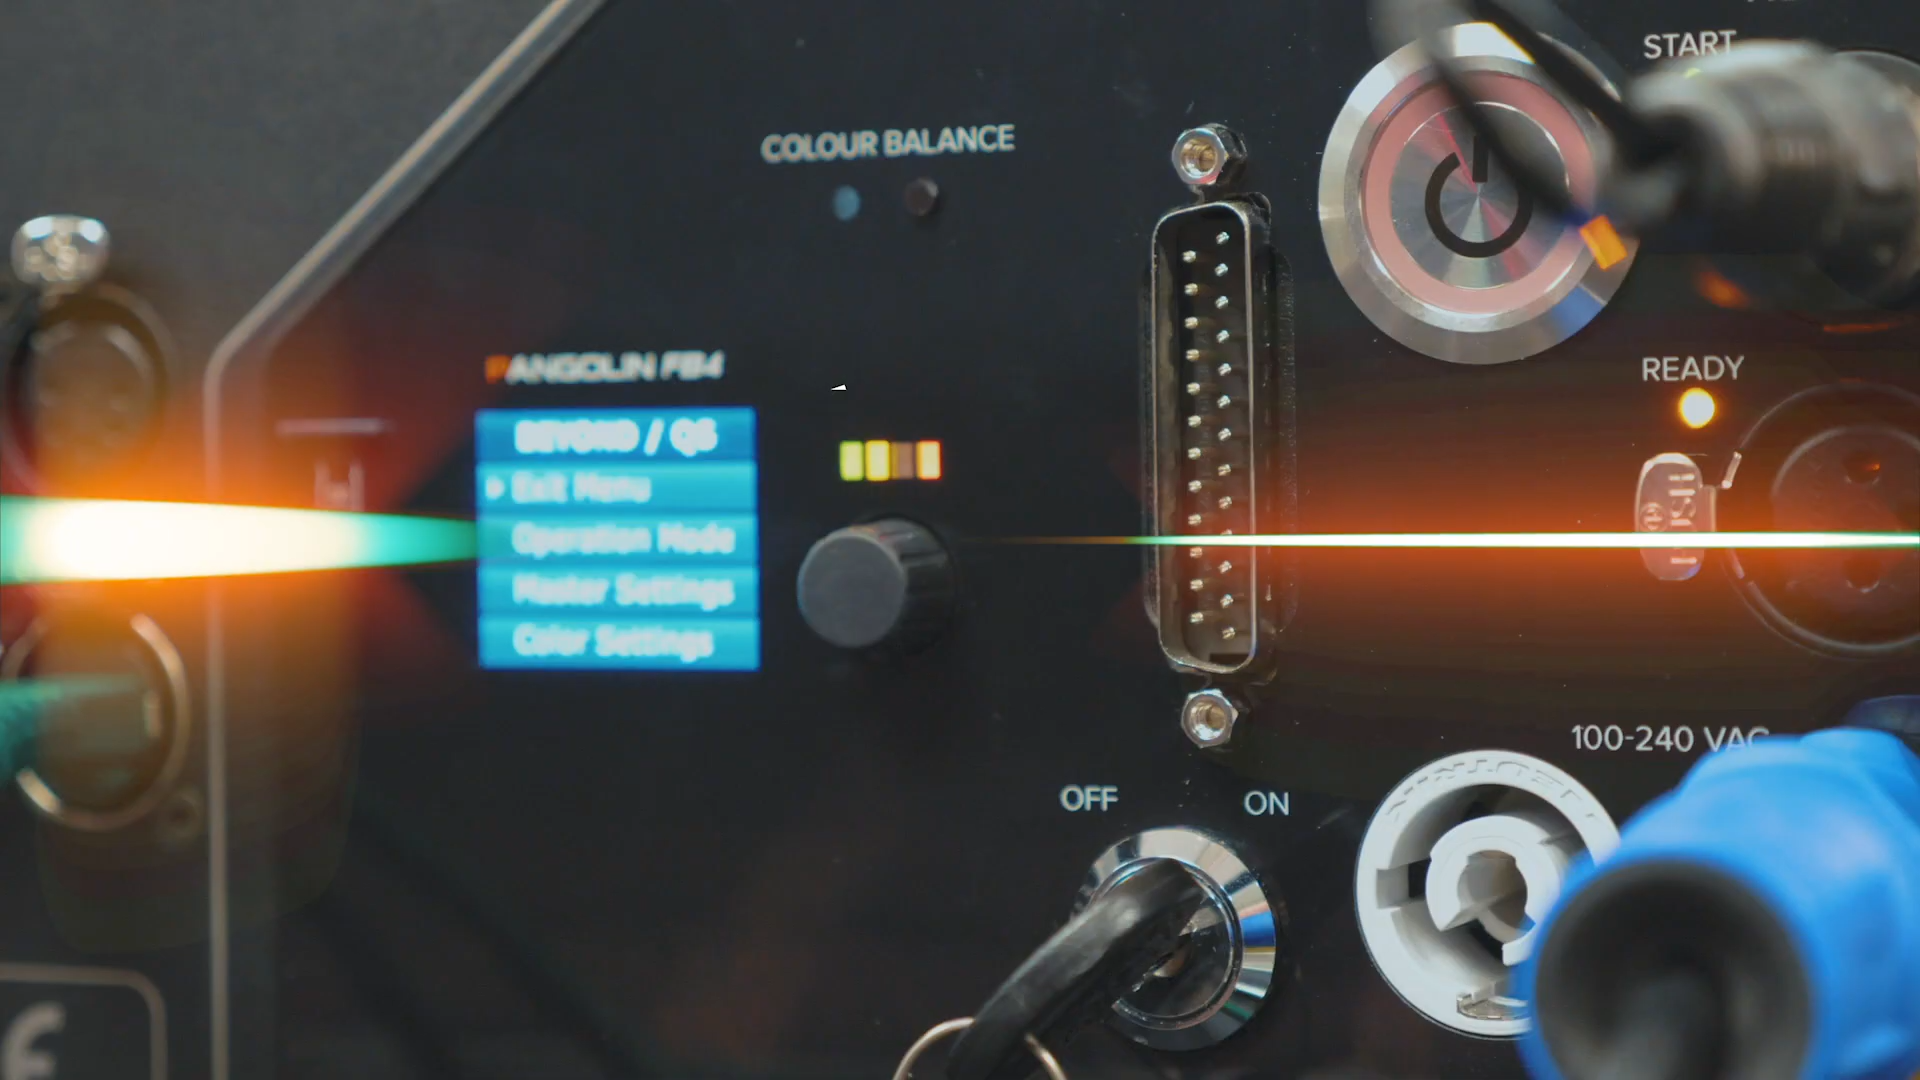 START
COLOUR BALANCE
PANGOLIN FB4
READY
BEYOND / QS
Exit Menu
Operation Mode
Master Settings
Color Settings
100-240 VAC
OFF
ON